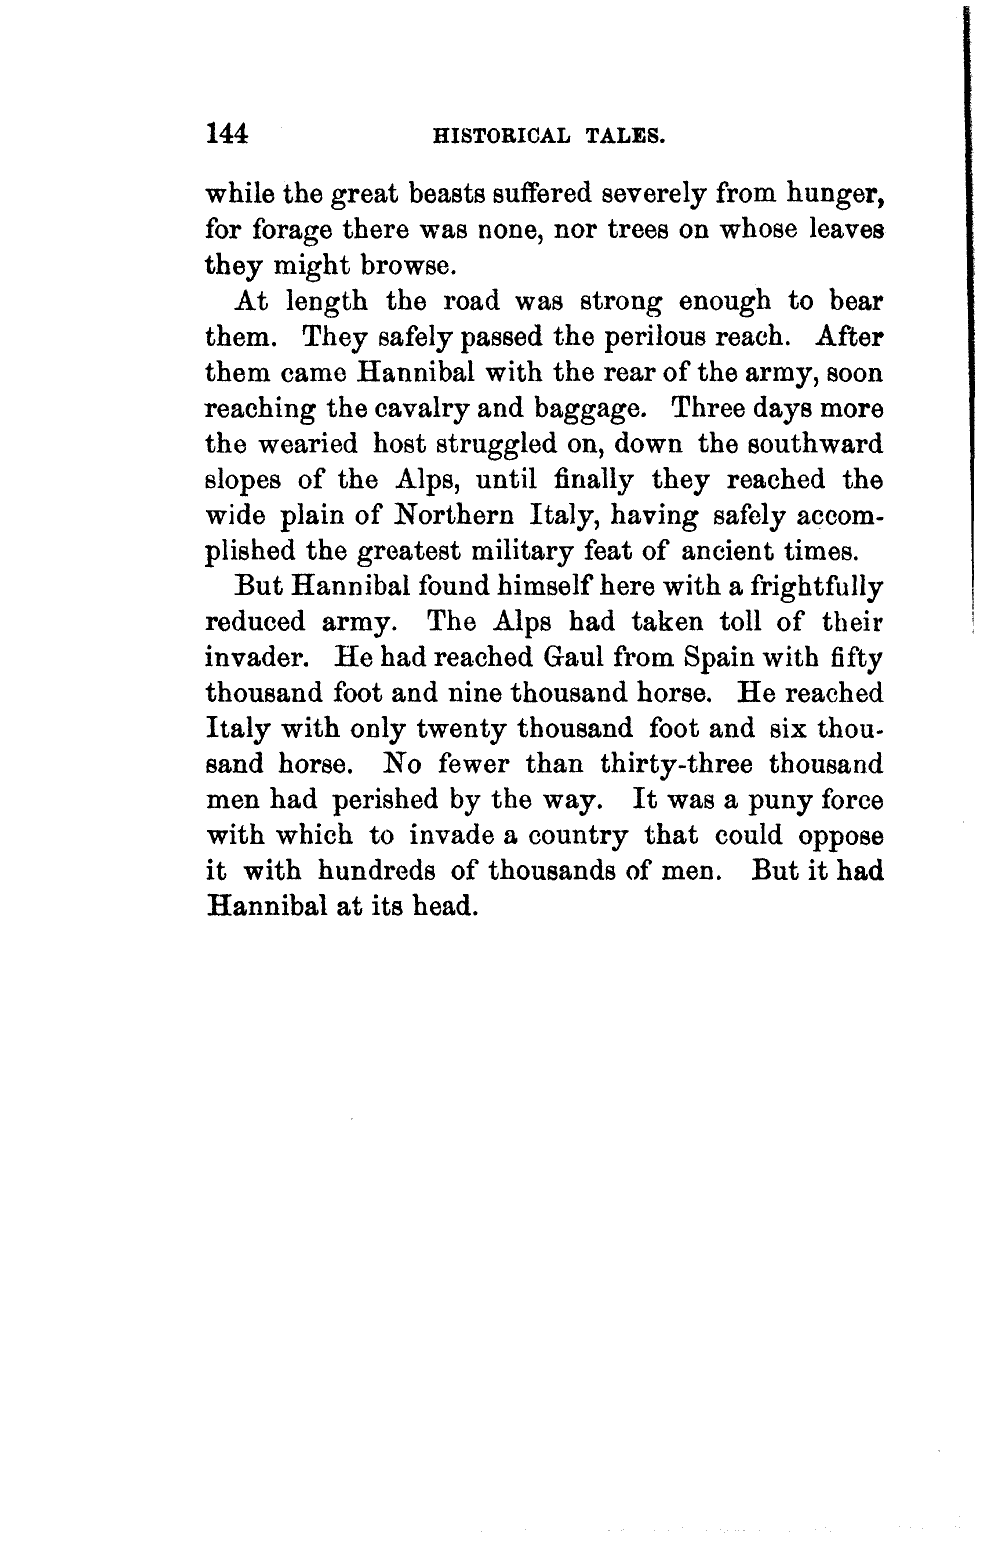 144 HISTORICAL TALES.
while the great beasts suffered severely from hunger,
for forage there was none, nor trees on whose leaves
they might browse.
At length the road was strong enough to bear
them. They safely passed the perilous reach. After
them came Hannibal with the rear of the army, soon
reaching the cavalry and baggage. Three days more
the wearied host struggled on, down the southward
slopes of the Alps, until finally they reached the
wide plain of Northern Italy, having safely accom-
plished the greatest military feat of ancient times.
But Hannibal found himself here with a frightfully
reduced army. The Alps had taken toll of their
invader. He had reached Gaul from Spain with fifty
thousand foot and nine thousand horse. He reached
Italy with only twenty thousand foot and six thou-
sand horse. No fewer than thirty-three thousand
men had perished by the way. It was a puny force
with which to invade a country that could oppose
it with hundreds of thousands of men. But it had
Hannibal at its head.